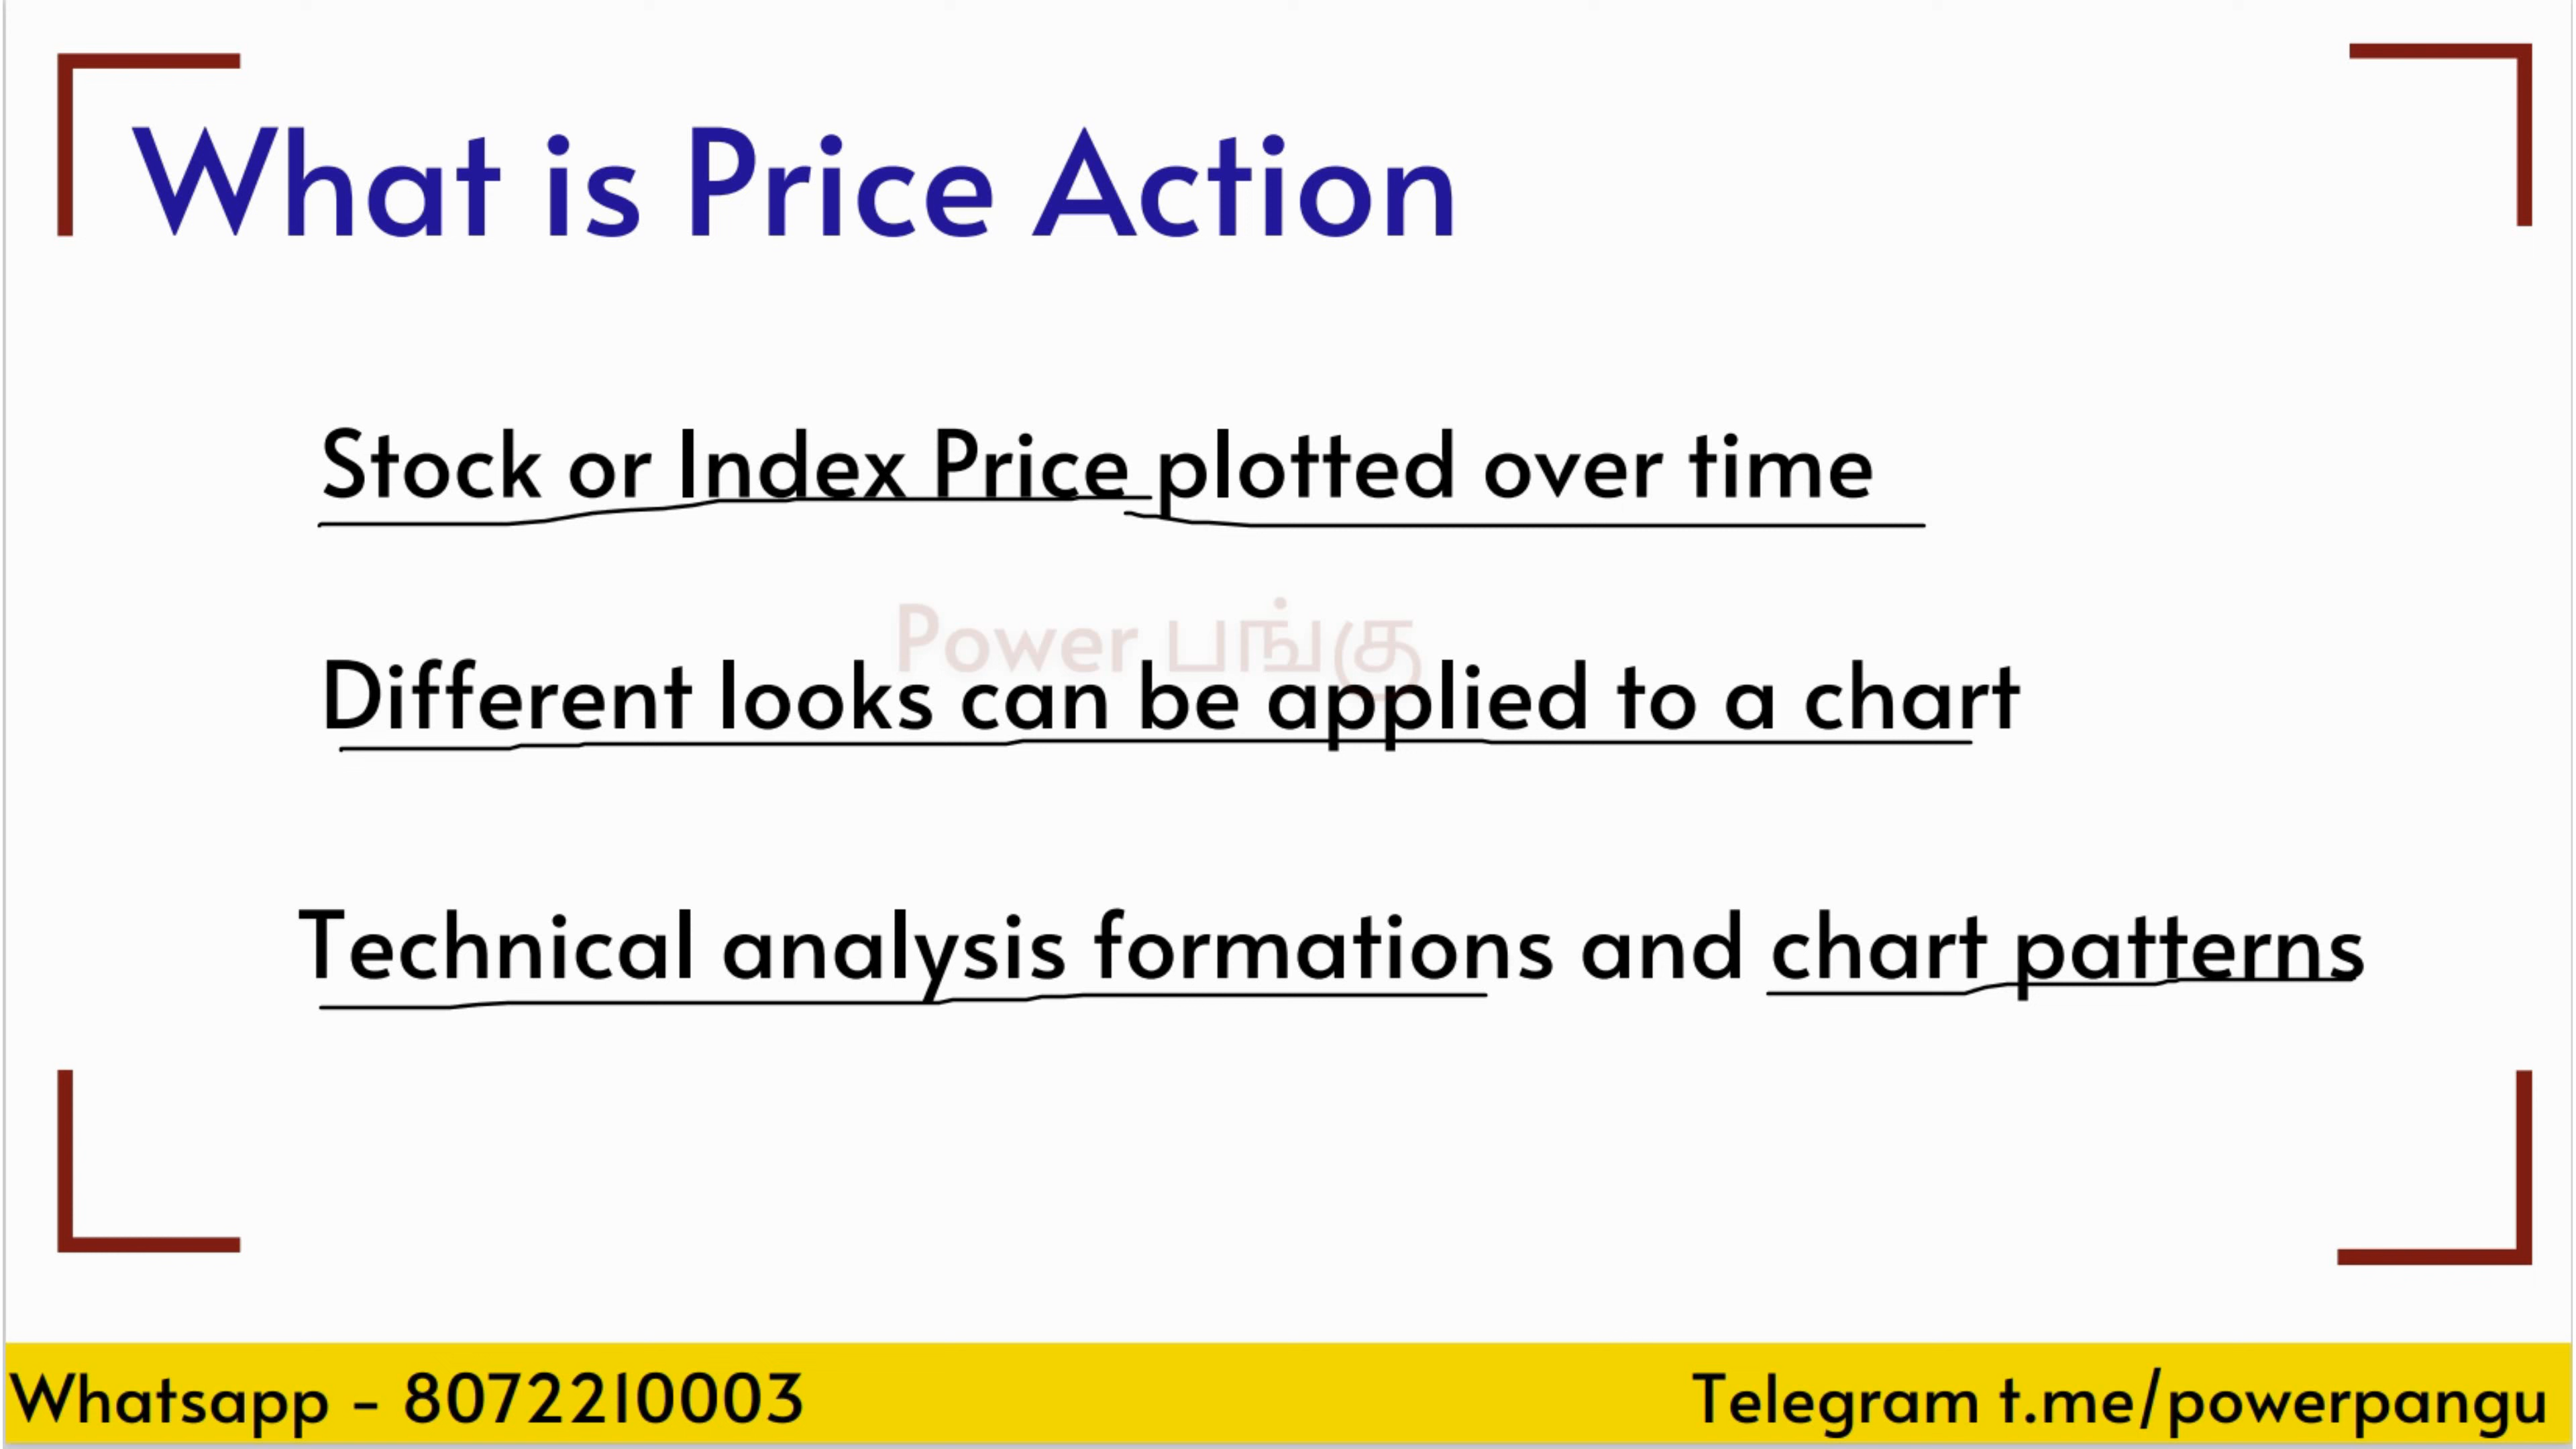 What is Price Action
Stock or Index Price plotted over time
Power பங்கு
Different looks can be applied to a chart
Technical analysis formations and chart patterns
Whatsapp - 8072210003
Telegram t.me/powerpangu